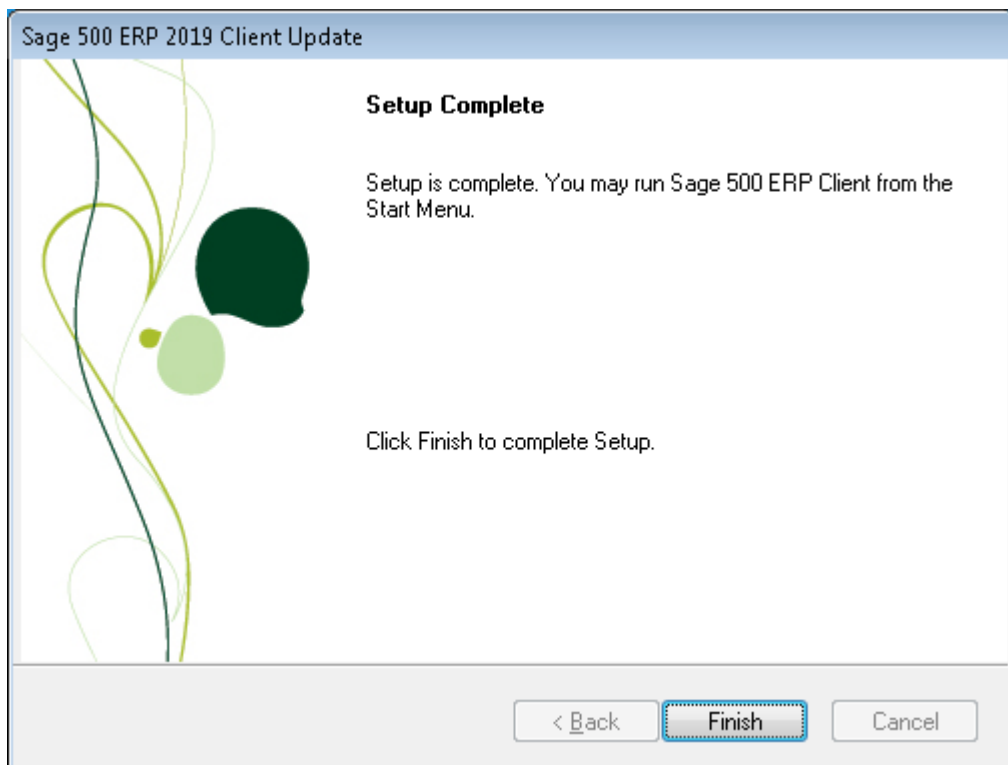 Sage 500 ERP 2019 Client Update
Setup Complete
Setup is complete. You may run Sage 500 ERP Client from the
Start Menu.
Click Finish to complete Setup.
< Back
Finish
Cancel